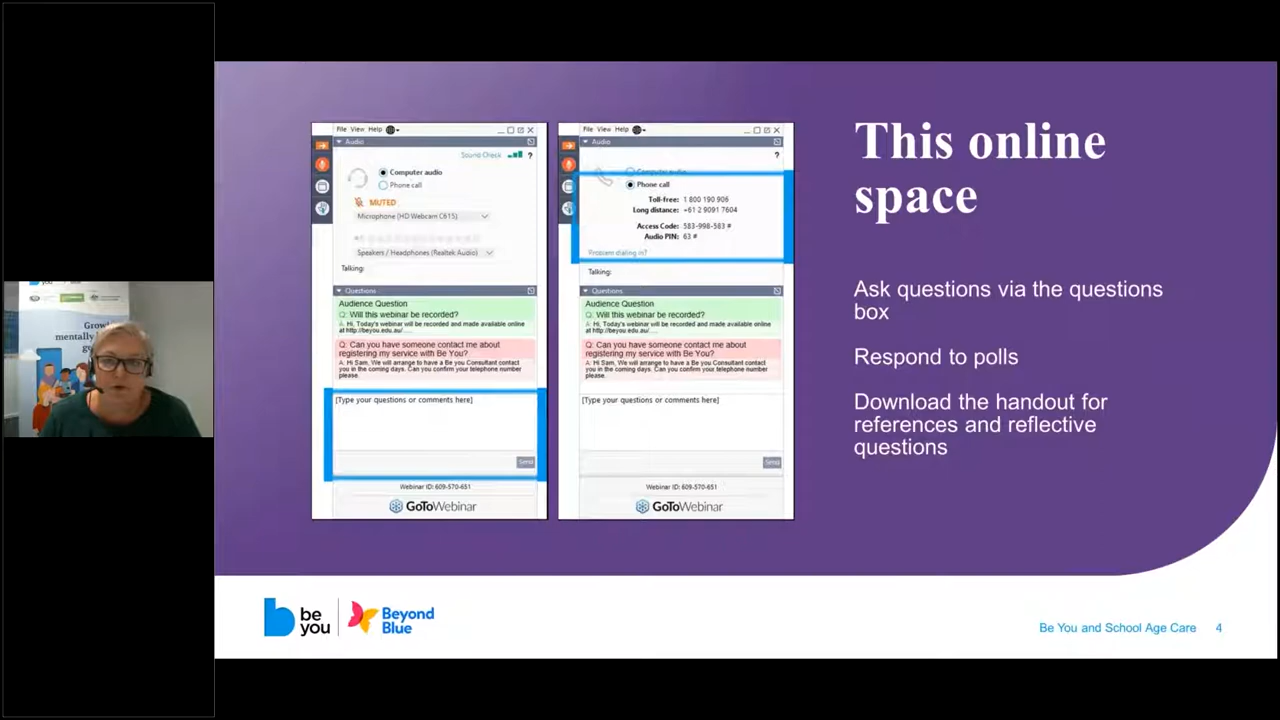 This online
space
Ask questions via the questions
box
Respond to polls
Download the handout for
references and reflective
questions
File View Help
Audio
Sound Check ?
Computer audio
Phone call
MUTED
Microphone (HD Webcam C615)
Speakers / Headphones (Realtek Audio)
Talking:
Questions
Audience Question
Q: Will this webinar be recorded?
A: Hi, Today's webinar will be recorded and made available online
at http://beyou.edu.au/....
Q: Can you have someone contact me about
registering my service with Be You?
A: Hi Sam, We will arrange to have a Be you Consultant contact
you in the coming days. Can you confirm your telephone number
please.
[Type your questions or comments here]
Send
Webinar ID: 609-570-651
GoToWebinar
File View Help
Audio
?
Computer audio
Phone call
Toll-free: 1 800 190 906
Long distance: +61 2 9091 7604
Access Code: 583-998-583 #
Audio PIN: 63 #
Problem dialing in?
Talking:
Questions
Audience Question
Q: Will this webinar be recorded?
A: Hi, Today's webinar will be recorded and made available online
at http://beyou.edu.au/....
Q: Can you have someone contact me about
registering my service with Be You?
A: Hi Sam, We will arrange to have a Be you Consultant contact
you in the coming days. Can you confirm your telephone number
please.
[Type your questions or comments here]
Send
Webinar ID: 609-570-651
GoToWebinar
be
you
Beyond
Blue
Be You and School Age Care 4